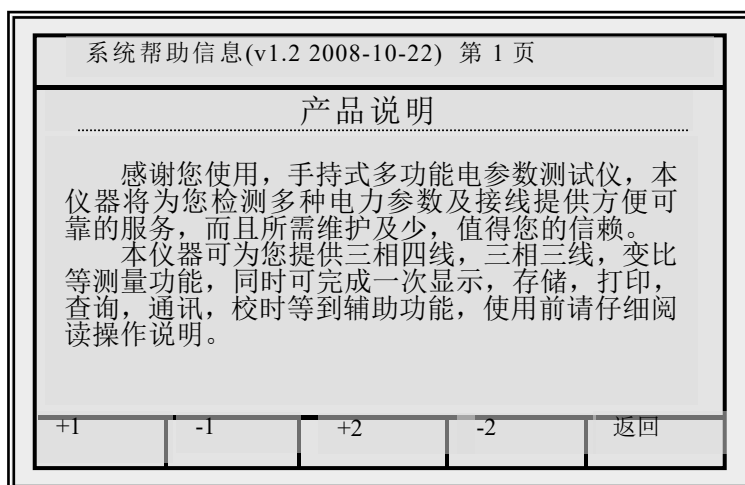 系统帮助信息(v1.2 2008-10-22) 第 1 页
产品说明
感谢您使用，手持式多功能电参数测试仪，本
仪器将为您检测多种电力参数及接线提供方便可
靠的服务，而且所需维护及少，值得您的信赖。
本仪器可为您提供三相四线，三相三线，变比
等测量功能，同时可完成一次显示，存储，打印，
查询，通讯，校时等到辅助功能，使用前请仔细阅
读操作说明。
+1 -1 +2 -2 返回